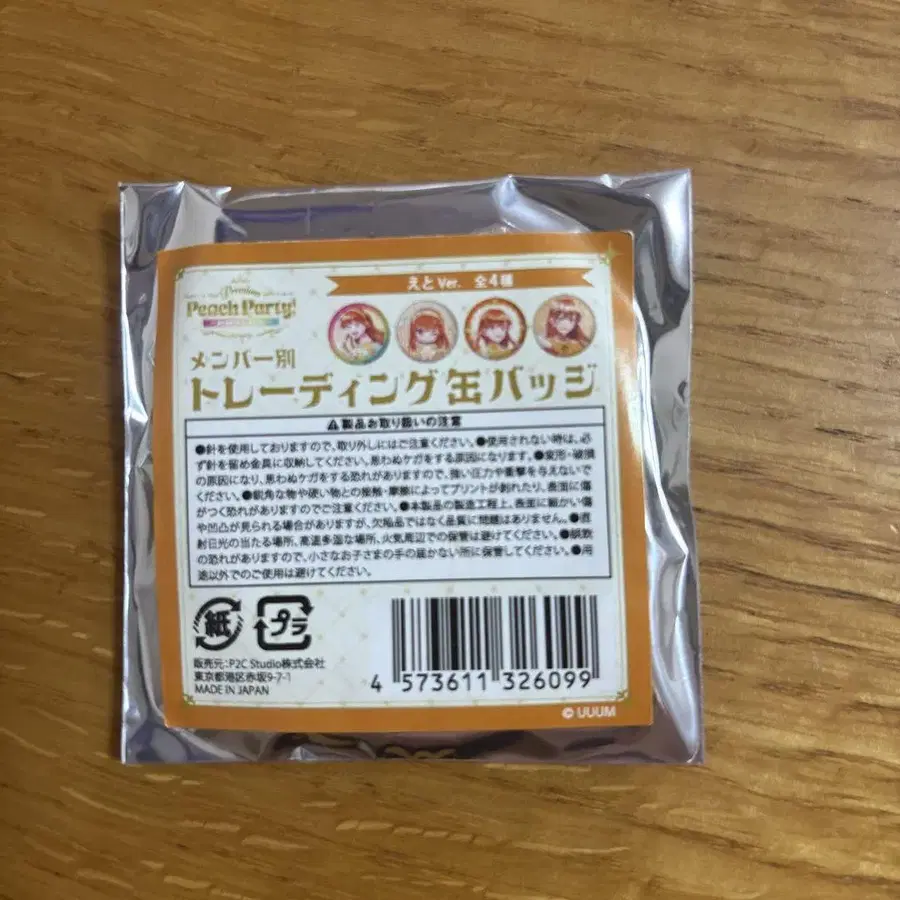 えとVer. 全4種
Premium
Peach Party!
メンバー別
トレーディング缶バッジ
⚠製品お取り扱いの注意
●針を使用しておりますので、取り外しにはご注意ください。●使用されない時は、必
ず針を留め金具に収納してください。思わぬケガをする原因になります。●変形・破損
の原因になり、思わぬケガをする恐れがありますので、強い圧力や衝撃を与えないで
ください。●鋭角な物や硬い物との接触・摩擦によってプリントが剥れたり、表面に傷
がつく恐れがありますのでご注意ください。●本製品の製造工程上、表面に細かい傷
や凹凸が見られる場合がありますが、欠陥品ではなく品質に問題はありません。●直
射日光の当たる場所、高温多湿な場所、火気周辺での保管は避けてください。●誤飲
の恐れがありますので、小さなお子さまの手の届かない所に保管してください。●用
途以外でのご使用は避けてください。
紙
プラ
販売元:P2C Studio株式会社
東京都港区赤坂9-7-1
MADE IN JAPAN
4 573611 326099
© UUUM